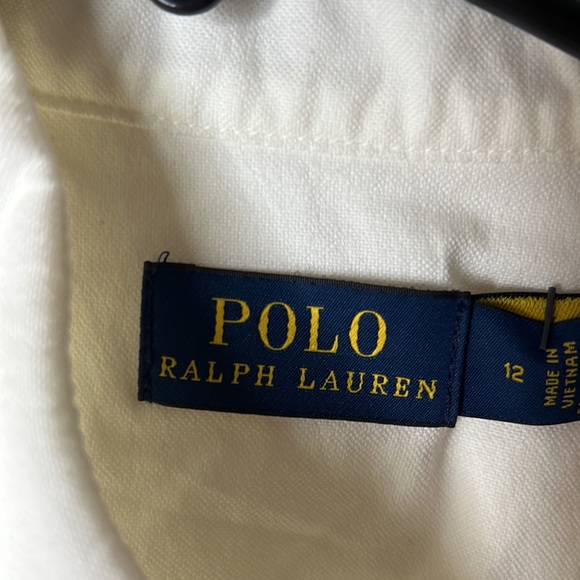 POLO
RALPH LAUREN
12
MADE IN
VIETNAM